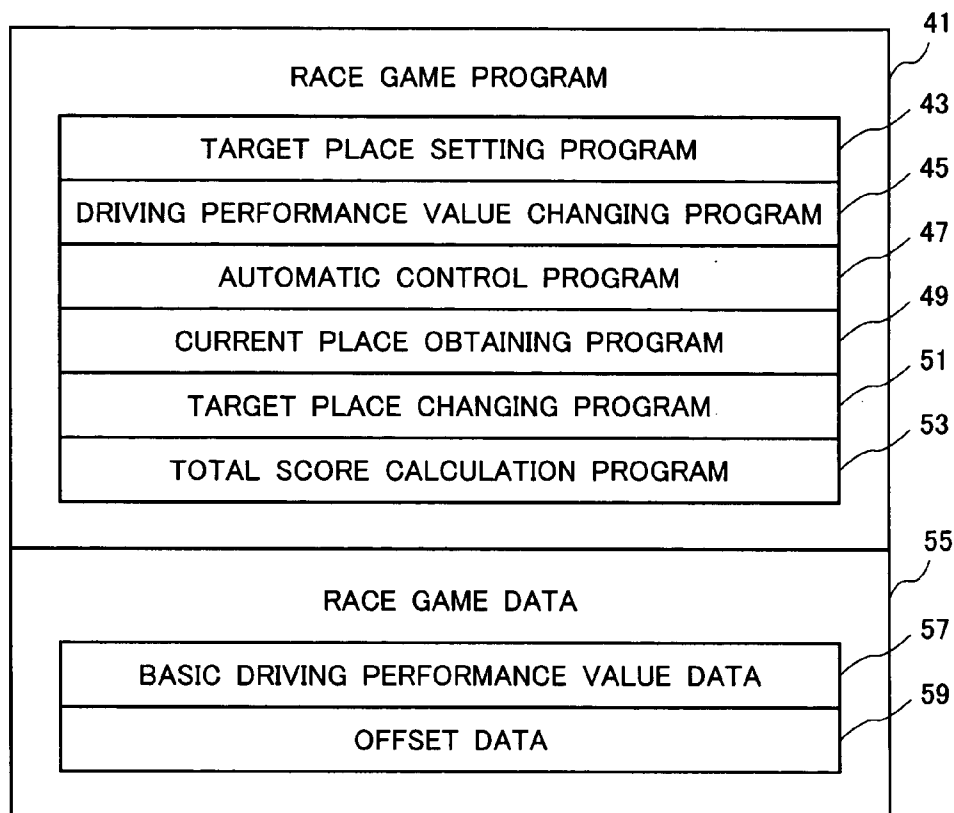 41
RACE GAME PROGRAM
43
TARGET PLACE SETTING PROGRAM
45
DRIVING PERFORMANCE VALUE CHANGING PROGRAM
47
AUTOMATIC CONTROL PROGRAM
49
CURRENT PLACE OBTAINING PROGRAM
51
TARGET PLACE CHANGING PROGRAM
53
TOTAL SCORE CALCULATION PROGRAM
55
RACE GAME DATA
57
BASIC DRIVING PERFORMANCE VALUE DATA
59
OFFSET DATA